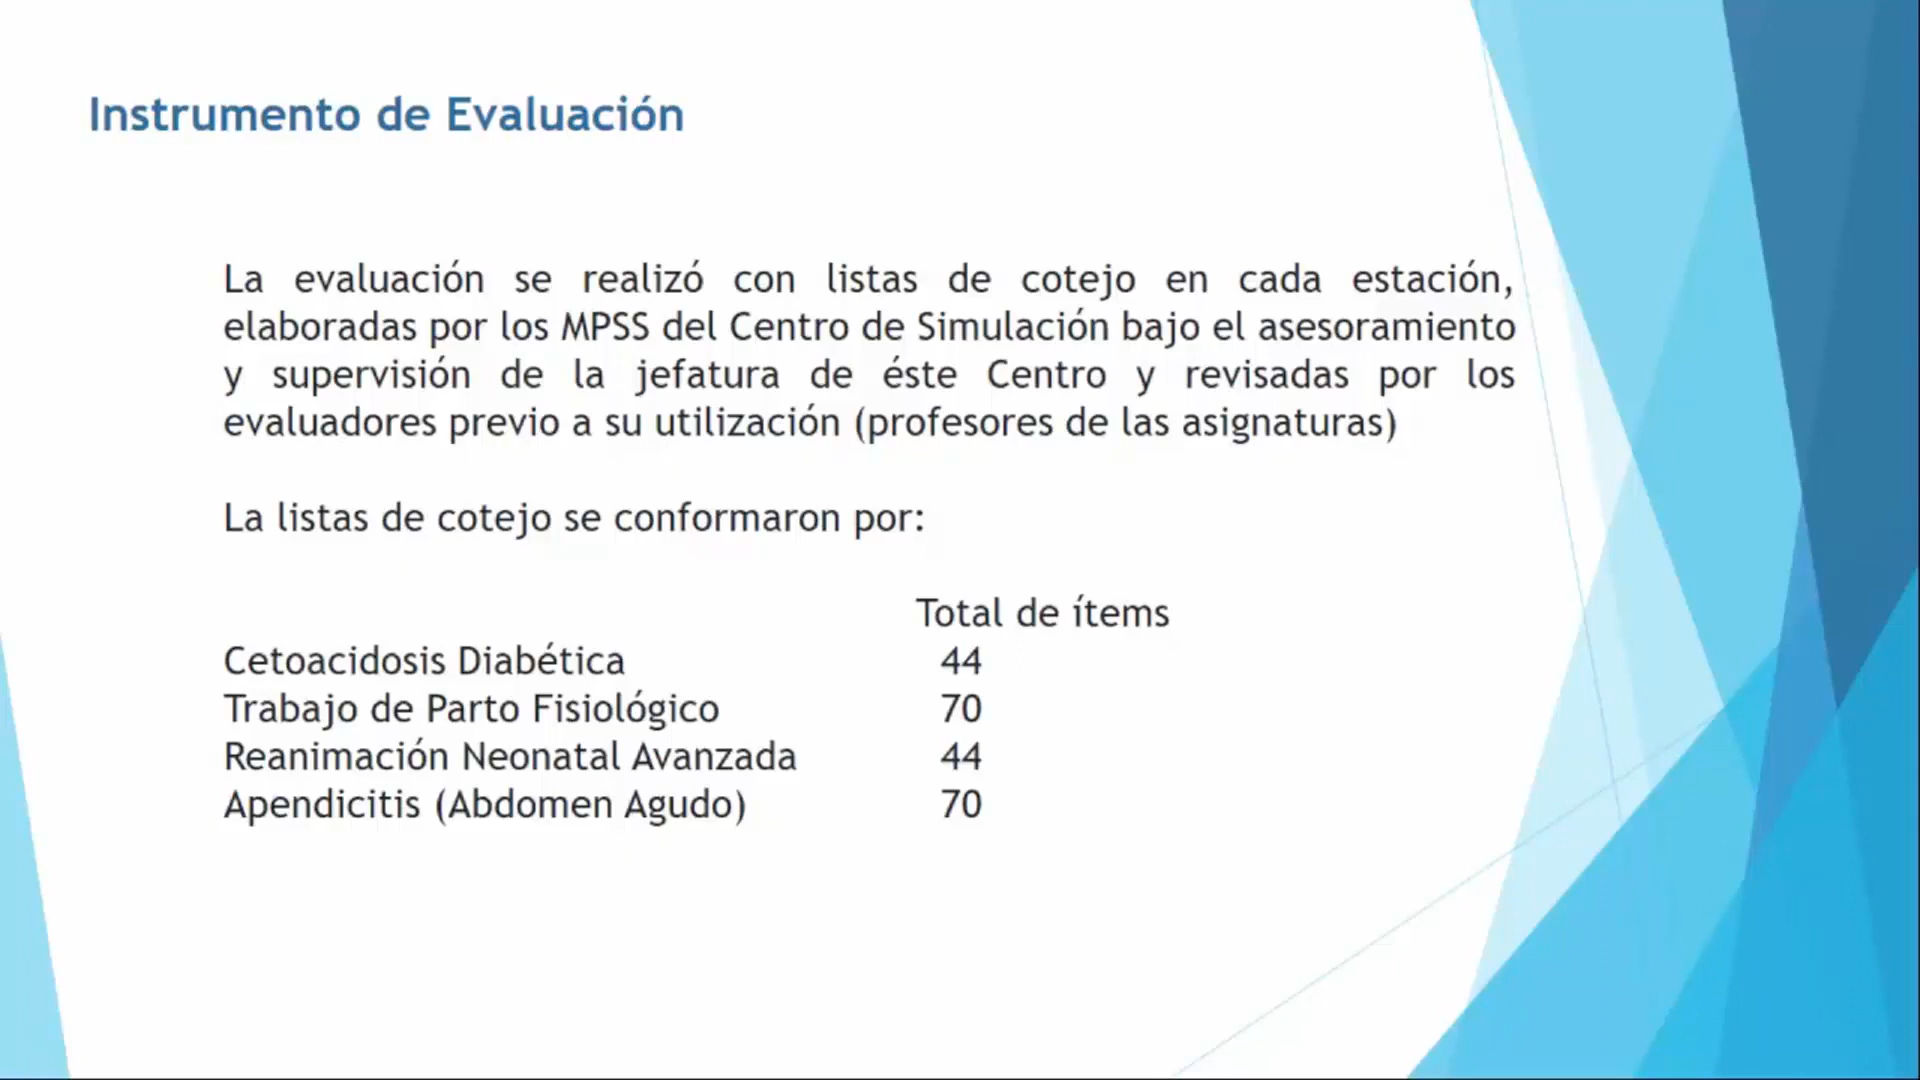 Instrumento de Evaluación
La evaluación se realizó con listas de cotejo en cada estación,
elaboradas por los MPSS del Centro de Simulación bajo el asesoramiento
y supervisión de la jefatura de éste Centro y revisadas por los
evaluadores previo a su utilización (profesores de las asignaturas)
La listas de cotejo se conformaron por:
Total de ítems
Cetoacidosis Diabética 44
Trabajo de Parto Fisiológico 70
Reanimación Neonatal Avanzada 44
Apendicitis (Abdomen Agudo) 70